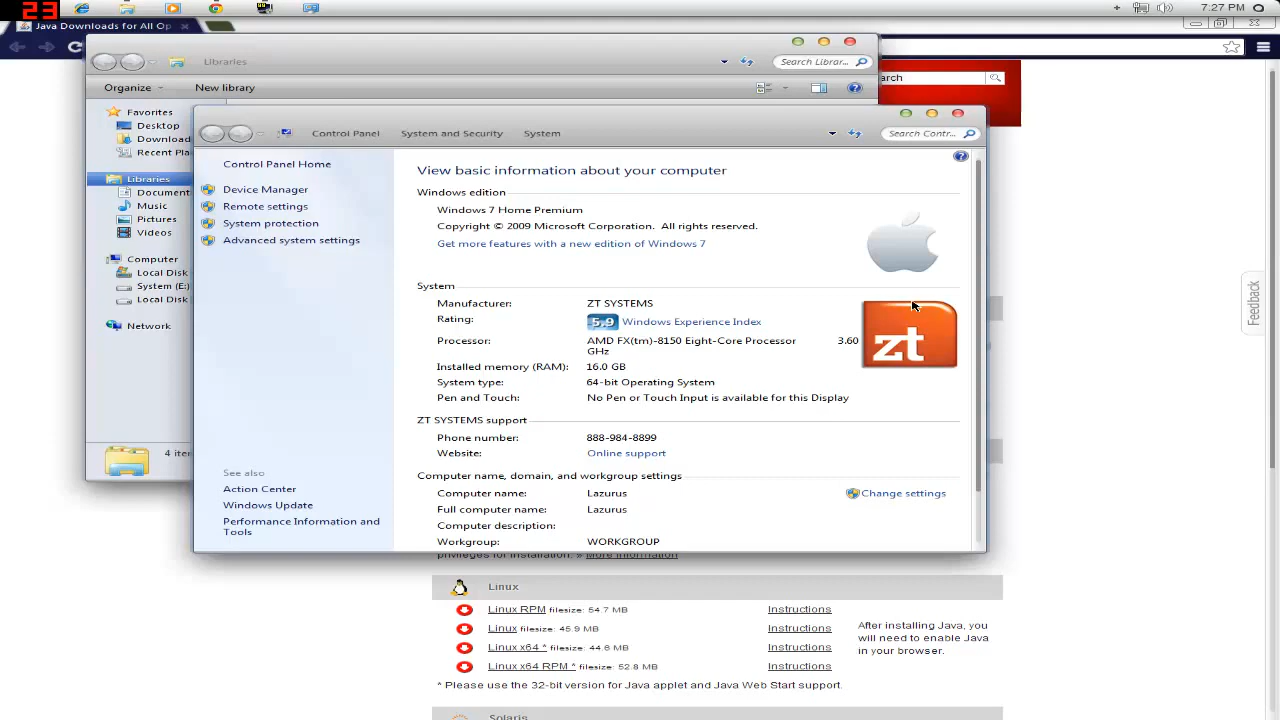 23
7:27 PM
Java Downloads for All Op
Libraries
Search Librar...
arch
Organize
New library
Favorites
Desktop
Download
Recent Pla
Libraries
Document
Music
Pictures
Videos
Computer
Local Disk
System (E:)
Local Disk
Network
4 iten
Control Panel
System and Security
System
Search Contr...
Control Panel Home
Device Manager
Remote settings
System protection
Advanced system settings
See also
Action Center
Windows Update
Performance Information and
Tools
View basic information about your computer
Windows edition
Windows 7 Home Premium
Copyright © 2009 Microsoft Corporation. All rights reserved.
Get more features with a new edition of Windows 7
System
Manufacturer: ZT SYSTEMS
Rating: 5.9 Windows Experience Index
Processor: AMD FX(tm)-8150 Eight-Core Processor 3.60
GHz
Installed memory (RAM): 16.0 GB
System type: 64-bit Operating System
Pen and Touch: No Pen or Touch Input is available for this Display
zt
ZT SYSTEMS support
Phone number: 888-984-8899
Website: Online support
Computer name, domain, and workgroup settings
Computer name: Lazurus
Change settings
Full computer name: Lazurus
Computer description:
Workgroup: WORKGROUP
Feedback
privileges for installation. » More information
Linux
Linux RPM filesize: 54.7 MB Instructions
Linux filesize: 45.9 MB Instructions
Linux x64 * filesize: 44.6 MB Instructions
Linux x64 RPM * filesize: 52.8 MB Instructions
After installing Java, you
will need to enable Java
in your browser.
* Please use the 32-bit version for Java applet and Java Web Start support.
Solaris